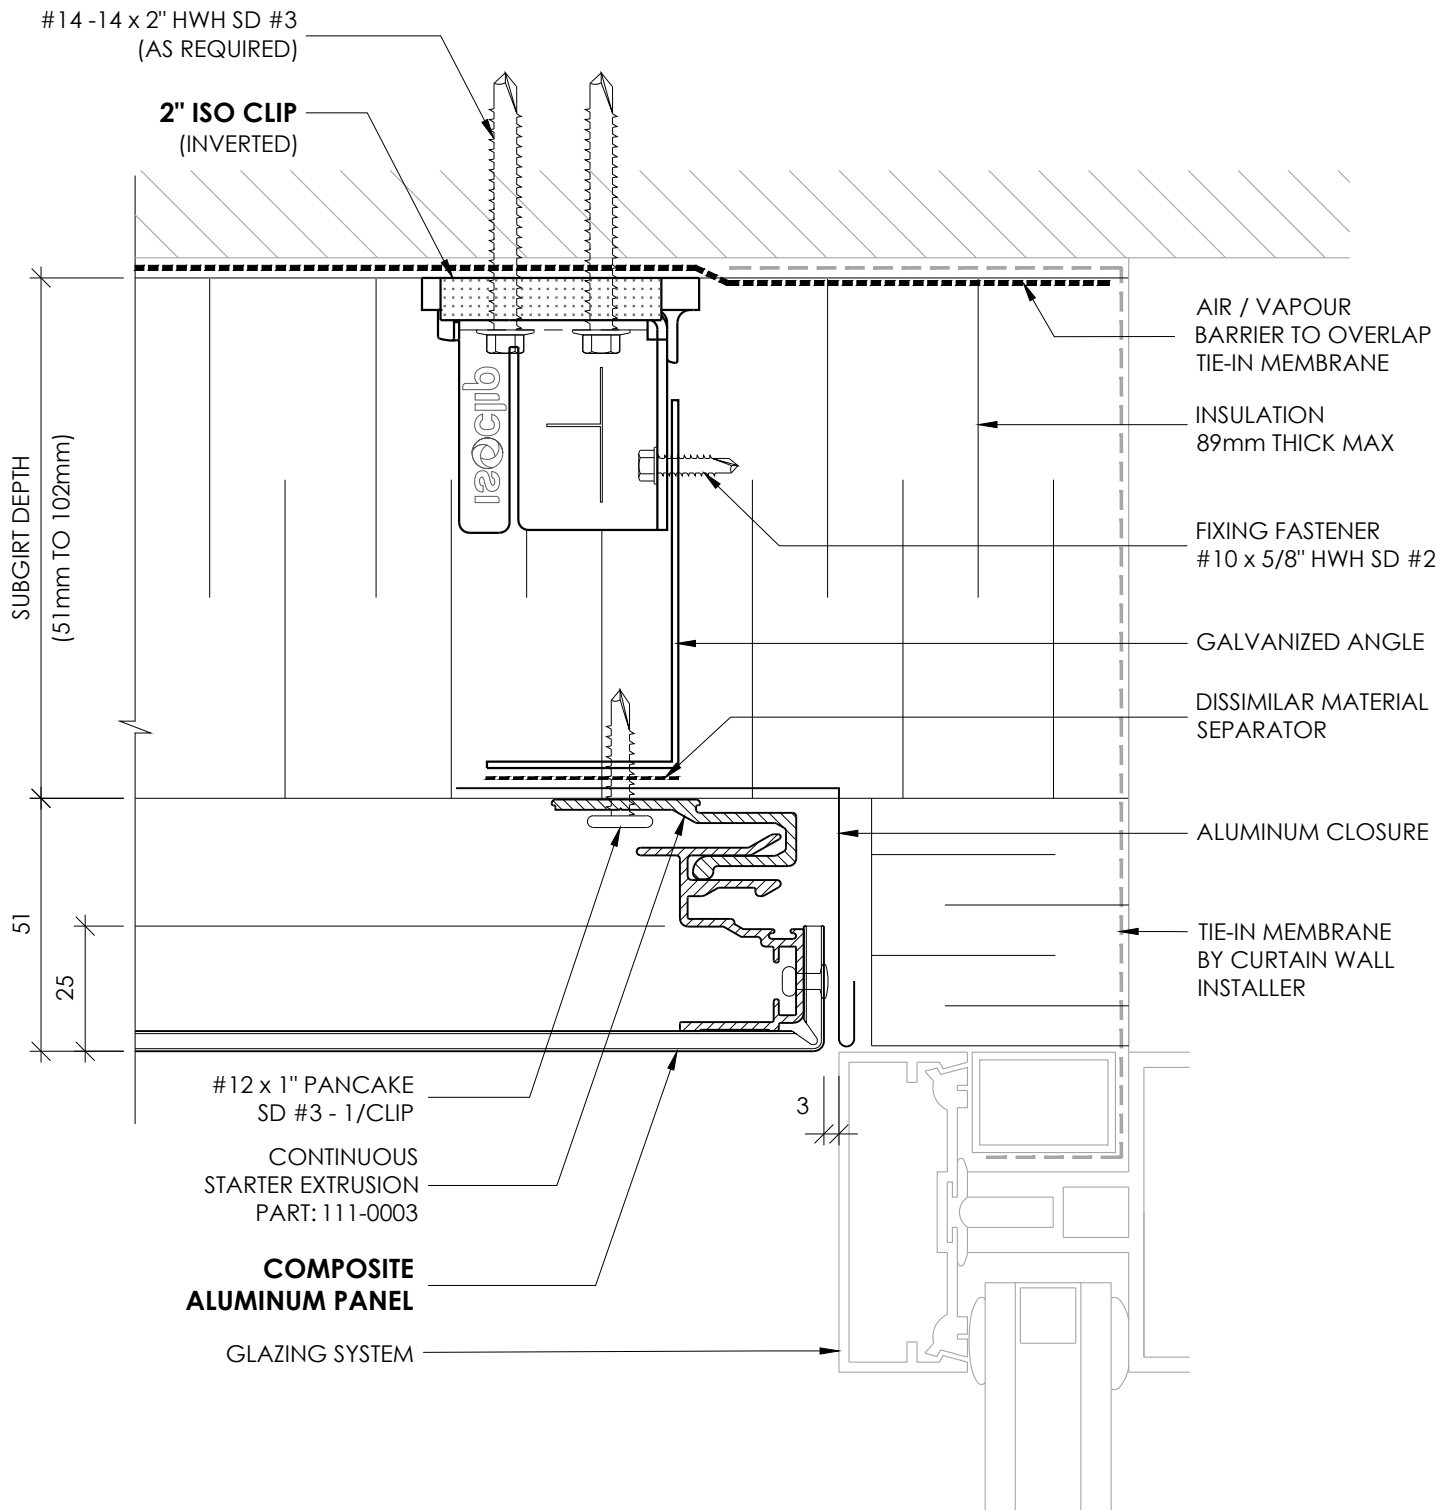 #14 -14 x 2" HWH SD #3
(AS REQUIRED)
2" ISO CLIP
(INVERTED)
SUBGIRT DEPTH
(51mm TO 102mm)
isoclip
AIR / VAPOUR
BARRIER TO OVERLAP
TIE-IN MEMBRANE
INSULATION
89mm THICK MAX
FIXING FASTENER
#10 x 5/8" HWH SD #2
GALVANIZED ANGLE
DISSIMILAR MATERIAL
SEPARATOR
ALUMINUM CLOSURE
TIE-IN MEMBRANE
BY CURTAIN WALL
INSTALLER
51
25
3
#12 x 1" PANCAKE
SD #3 - 1/CLIP
CONTINUOUS
STARTER EXTRUSION
PART: 111-0003
COMPOSITE
ALUMINUM PANEL
GLAZING SYSTEM